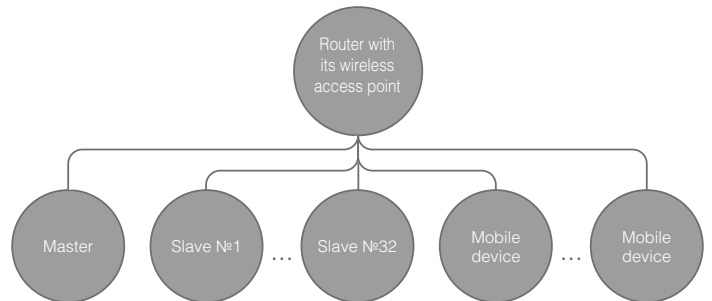 Router with
its wireless
access point
Master
Slave №1
...
Slave №32
Mobile
device
...
Mobile
device